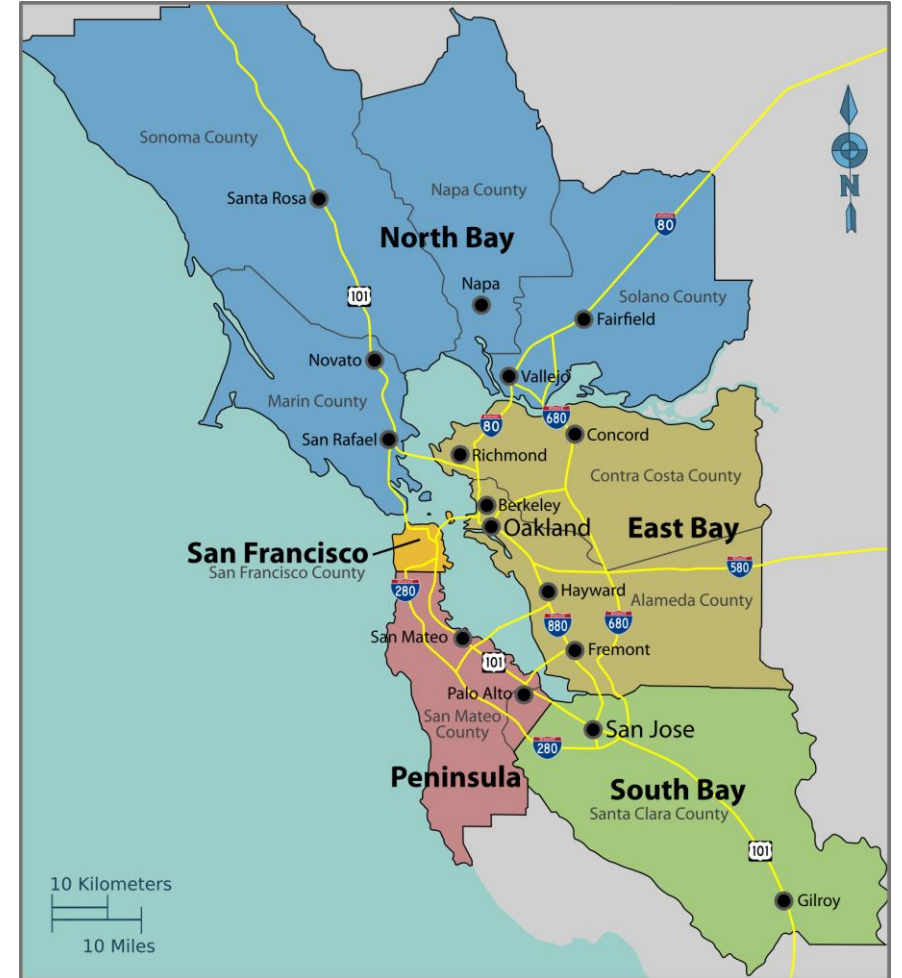 Sonoma County
Napa County
Santa Rosa
North Bay
N
80
Napa
Solano County
101
Fairfield
Novato
Vallejo
Marin County
680
80
San Rafael
Concord
Richmond
Contra Costa County
Berkeley
Oakland
East Bay
San Francisco
San Francisco County
580
280
Hayward
Alameda County
880
680
San Mateo
Fremont
101
Palo Alto
San Mateo
County
San Jose
280
Peninsula
South Bay
Santa Clara County
101
10 Kilometers
Gilroy
10 Miles